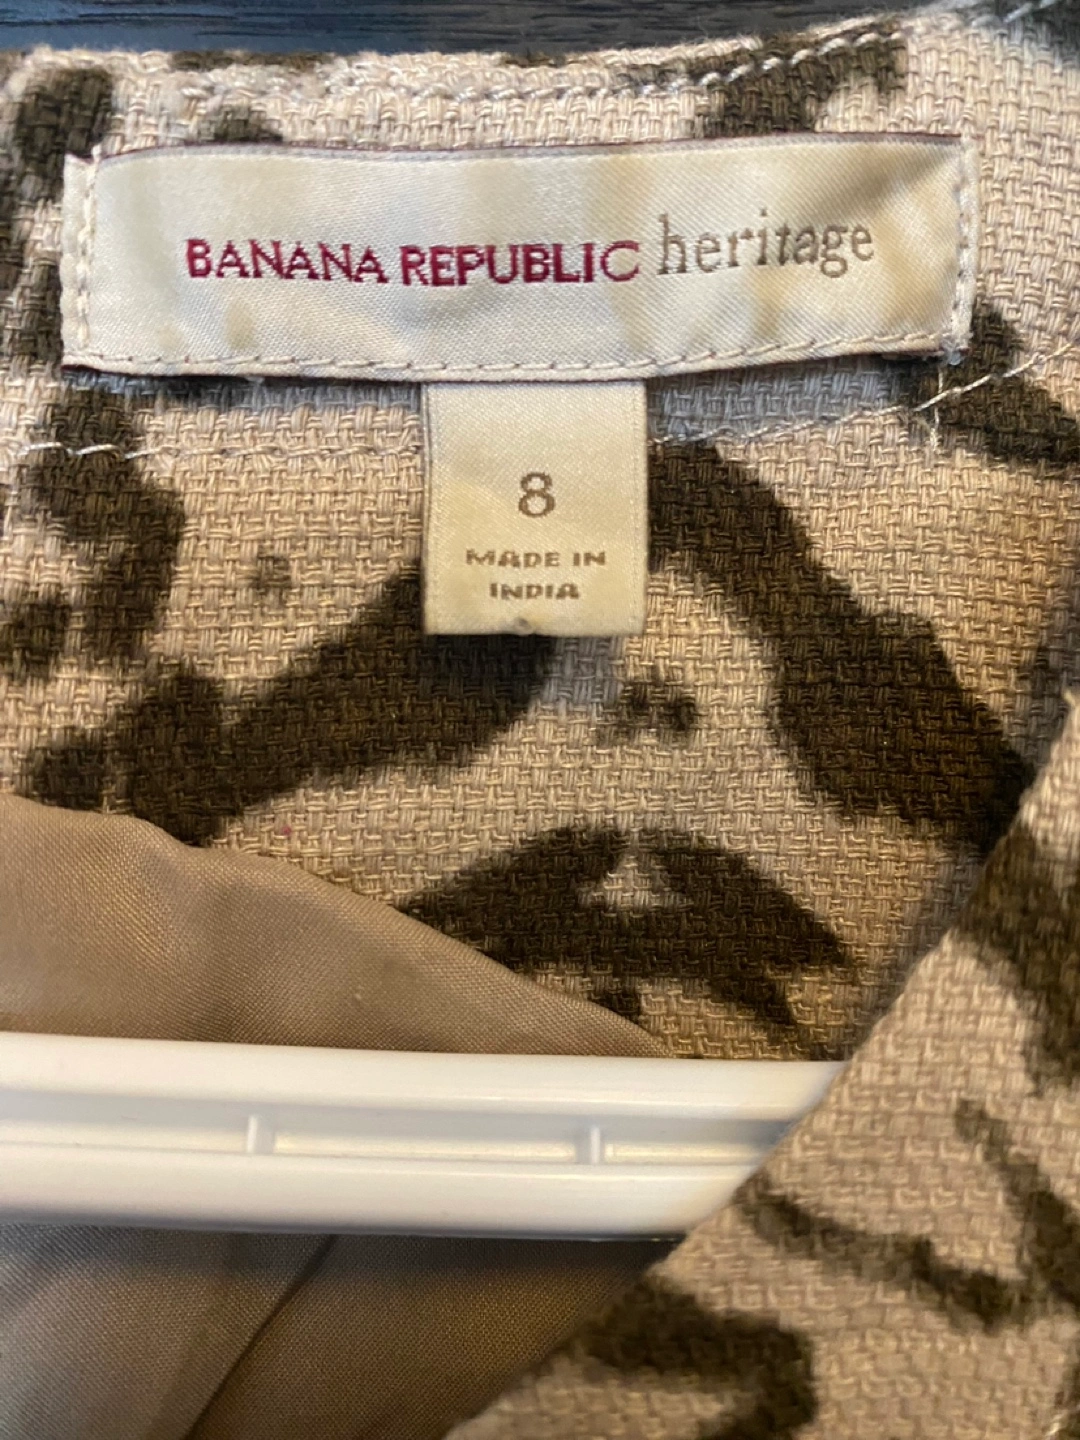 BANANA REPUBLIC heritage
8
MADE IN
INDIA